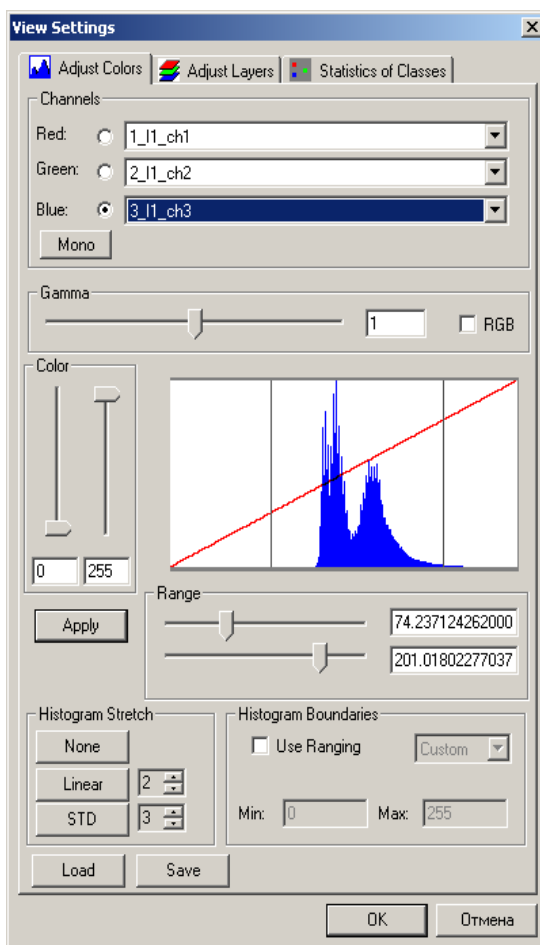 View Settings
Adjust Colors Adjust Layers Statistics of Classes
Channels
Red: 1_l1_ch1
Green: 2_l1_ch2
Blue: 3_l1_ch3
Mono
Gamma
1 RGB
Color
0 255
Apply
Range
74.237124262000
201.01802277037
Histogram Stretch
None
Linear 2
STD 3
Histogram Boundaries
Use Ranging Custom
Min: 0 Max: 255
Load Save
OK Отмена